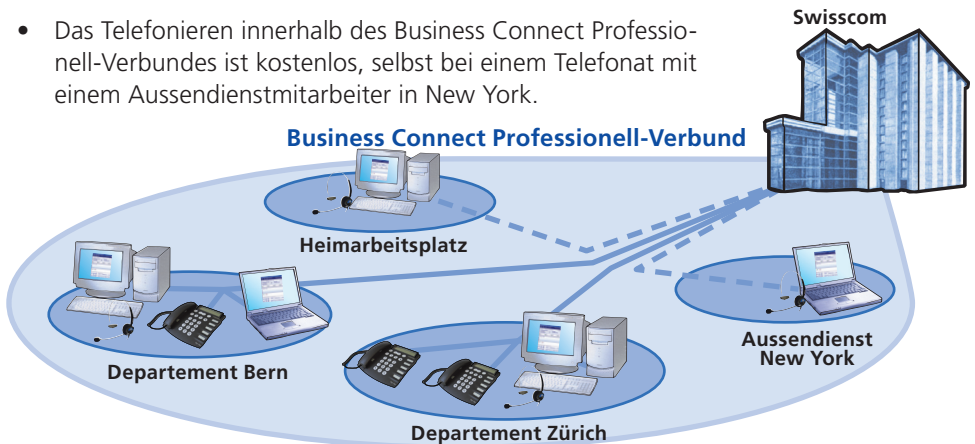 Swisscom
• Das Telefonieren innerhalb des Business Connect Professio-
nell-Verbundes ist kostenlos, selbst bei einem Telefonat mit
einem Aussendienstmitarbeiter in New York.
Business Connect Professionell-Verbund
Heimarbeitsplatz
Departement Bern
Aussendienst
New York
Departement Zürich